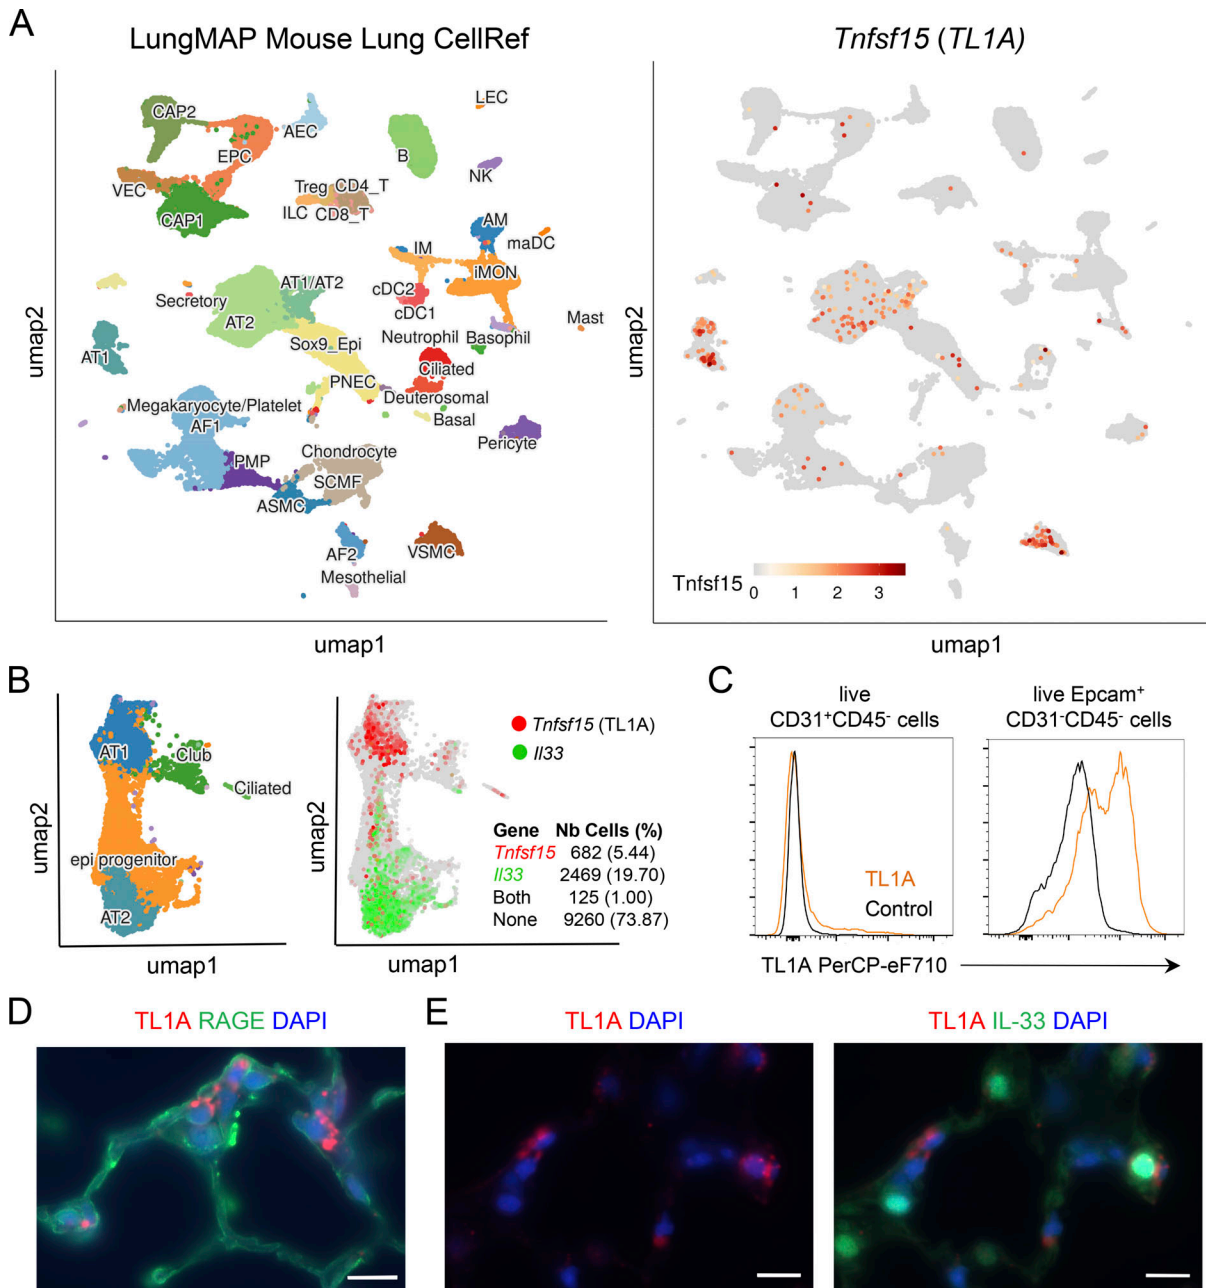 A
LungMAP Mouse Lung CellRef
Tnfsf15 (TL1A)
CAP2
AEC
LEC
EPC
B
NK
VEC
Treg CD4_T
ILC CD8_T
CAP1
AM
maDC
IM
iMON
AT1/AT2
cDC2
Secretory
cDC1
AT2
Mast
Neutrophil Basophil
Sox9_Epi
AT1
Ciliated
PNEC
Deuterosomal
Megakaryocyte/Platelet
Basal
AF1
Pericyte
Chondrocyte
PMP
SCMF
ASMC
AF2
VSMC
Mesothelial
umap2
umap1
Tnfsf15
0 1 2 3
umap2
umap1
B
AT1
Club
Ciliated
epi progenitor
AT2
umap2
umap1
Tnfsf15 (TL1A)
Il33
Gene Nb Cells (%)
Tnfsf15 682 (5.44)
Il33 2469 (19.70)
Both 125 (1.00)
None 9260 (73.87)
umap2
umap1
C
live
CD31+CD45- cells
live Epcam+
CD31-CD45- cells
TL1A
Control
TL1A PerCP-eF710
D
TL1A RAGE DAPI
E
TL1A DAPI
TL1A IL-33 DAPI